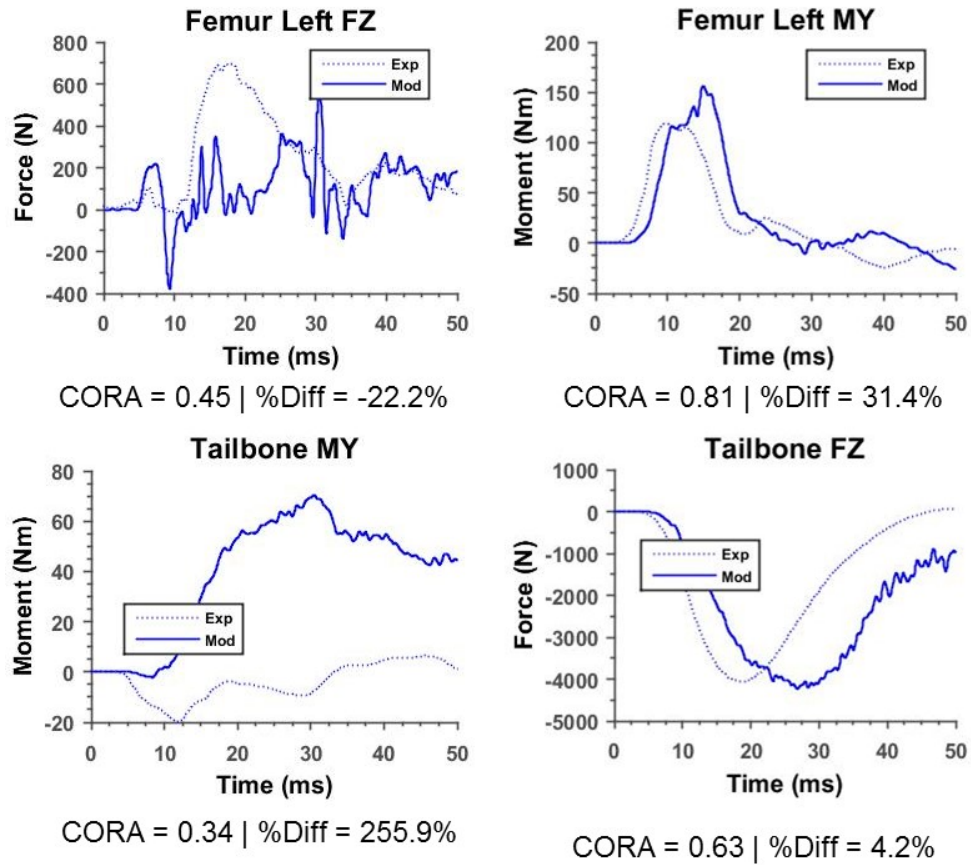 Femur Left FZ
800
600
400
200
0
-200
-400
Force (N)
Exp
Mod
0 10 20 30 40 50
Time (ms)
CORA = 0.45 | %Diff = -22.2%
Femur Left MY
200
150
100
50
0
-50
Moment (Nm)
Exp
Mod
0 10 20 30 40 50
Time (ms)
CORA = 0.81 | %Diff = 31.4%
Tailbone MY
80
60
40
20
0
-20
Moment (Nm)
Exp
Mod
0 10 20 30 40 50
Time (ms)
CORA = 0.34 | %Diff = 255.9%
Tailbone FZ
1000
0
-1000
-2000
-3000
-4000
-5000
Force (N)
Exp
Mod
0 10 20 30 40 50
Time (ms)
CORA = 0.63 | %Diff = 4.2%